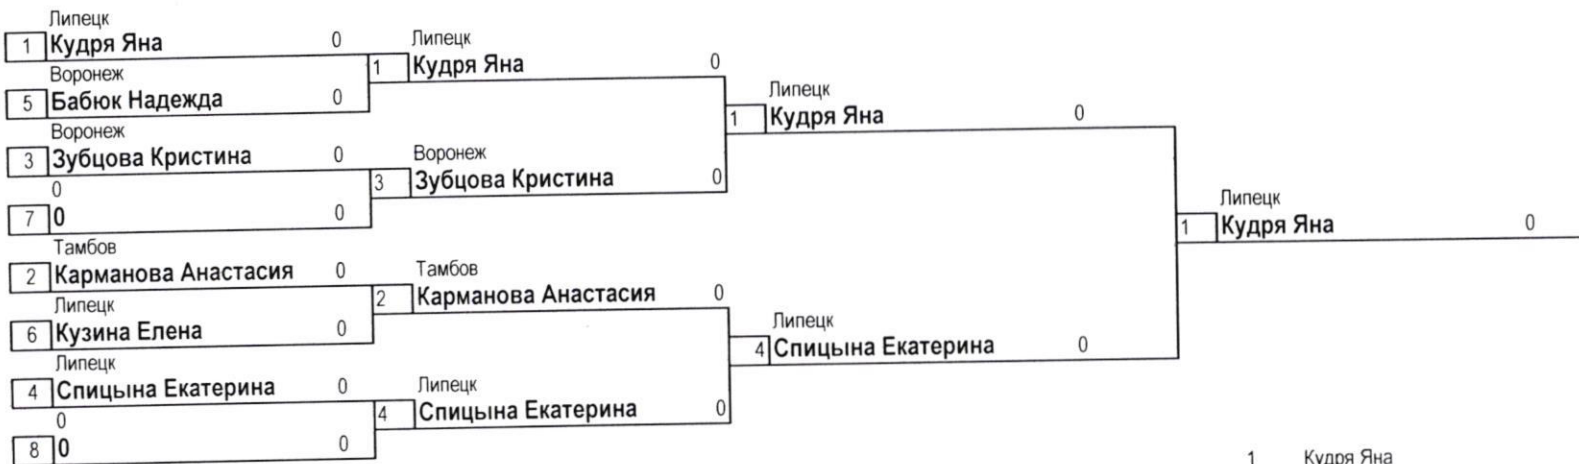 Липецк
1 Кудря Яна 0
Воронеж
5 Бабюк Надежда 0
Воронеж
3 Зубцова Кристина 0
0
7 0 0
Тамбов
2 Карманова Анастасия 0
Липецк
6 Кузина Елена 0
Липецк
4 Спицына Екатерина 0
0
8 0 0
Липецк
1 Кудря Яна 0
Воронеж
3 Зубцова Кристина 0
Тамбов
2 Карманова Анастасия 0
Липецк
4 Спицына Екатерина 0
Липецк
1 Кудря Яна 0
Липецк
4 Спицына Екатерина 0
Липецк
1 Кудря Яна 0
1 Кудря Яна